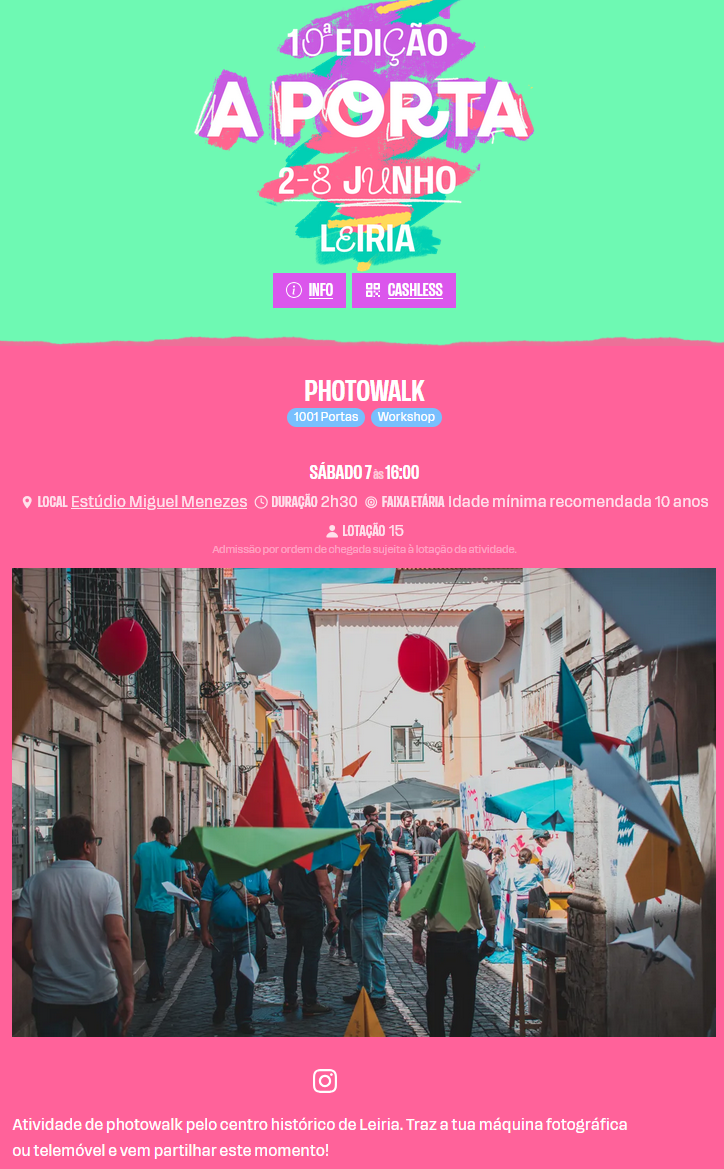 10ª EDIÇÃO
A PORTA
2-8 JUNHO
LEIRIA
INFO CASHLESS
PHOTOWALK
1001 Portas Workshop
SÁBADO 7 às 16:00
LOCAL Estúdio Miguel Menezes DURAÇÃO 2h30 FAIXA ETÁRIA Idade mínima recomendada 10 anos
LOTAÇÃO 15
Admissão por ordem de chegada sujeita à lotação da atividade.
Atividade de photowalk pelo centro histórico de Leiria. Traz a tua máquina fotográfica
ou telemóvel e vem partilhar este momento!